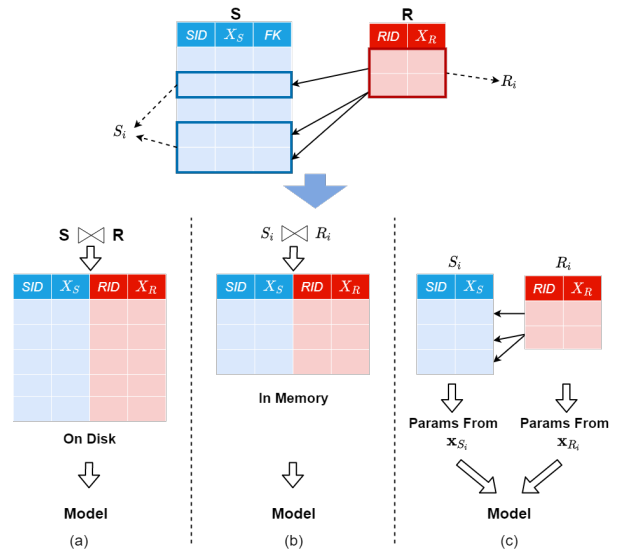 S R
SID X_S FK RID X_R
R_i
S_i
S ⋈ R S_i ⋈ R_i
S_i R_i
SID X_S RID X_R SID X_S RID X_R SID X_S RID X_R
In Memory
Params From Params From
x_{S_i} x_{R_i}
On Disk
Model Model Model
(a) (b) (c)